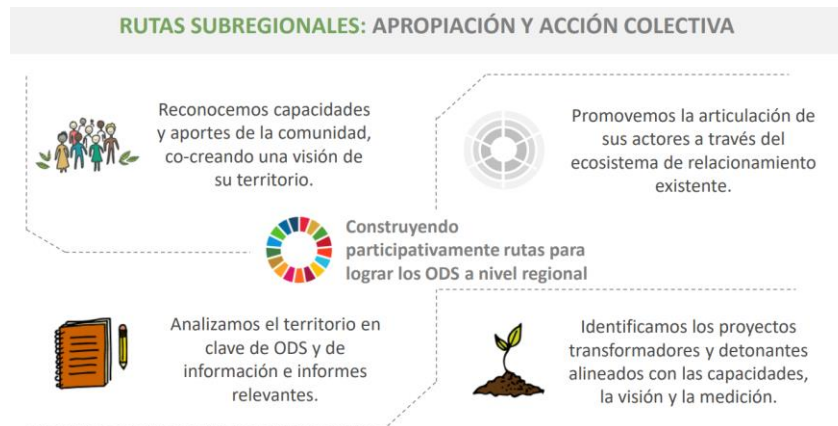 RUTAS SUBREGIONALES: APROPIACIÓN Y ACCIÓN COLECTIVA
Reconocemos capacidades
y aportes de la comunidad,
co-creando una visión de
su territorio.
Promovemos la articulación de
sus actores a través del
ecosistema de relacionamiento
existente.
Construyendo
participativamente rutas para
lograr los ODS a nivel regional
Analizamos el territorio en
clave de ODS y de
información e informes
relevantes.
Identificamos los proyectos
transformadores y detonantes
alineados con las capacidades,
la visión y la medición.